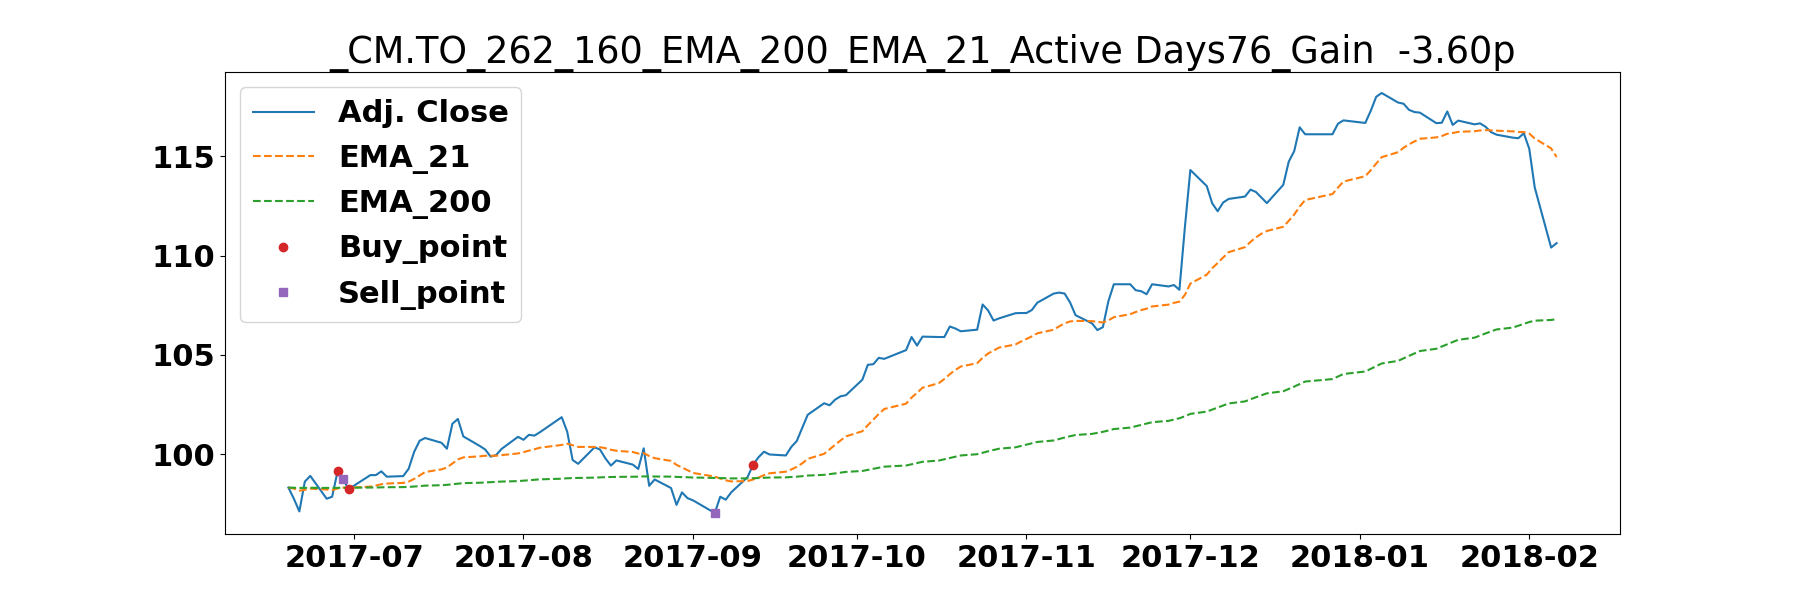 _CM.TO_262_160_EMA_200_EMA_21_Active Days76_Gain  -3.60p
Adj. Close
EMA_21
EMA_200
Buy_point
Sell_point
115
110
105
100
2017-07 2017-08 2017-09 2017-10 2017-11 2017-12 2018-01 2018-02